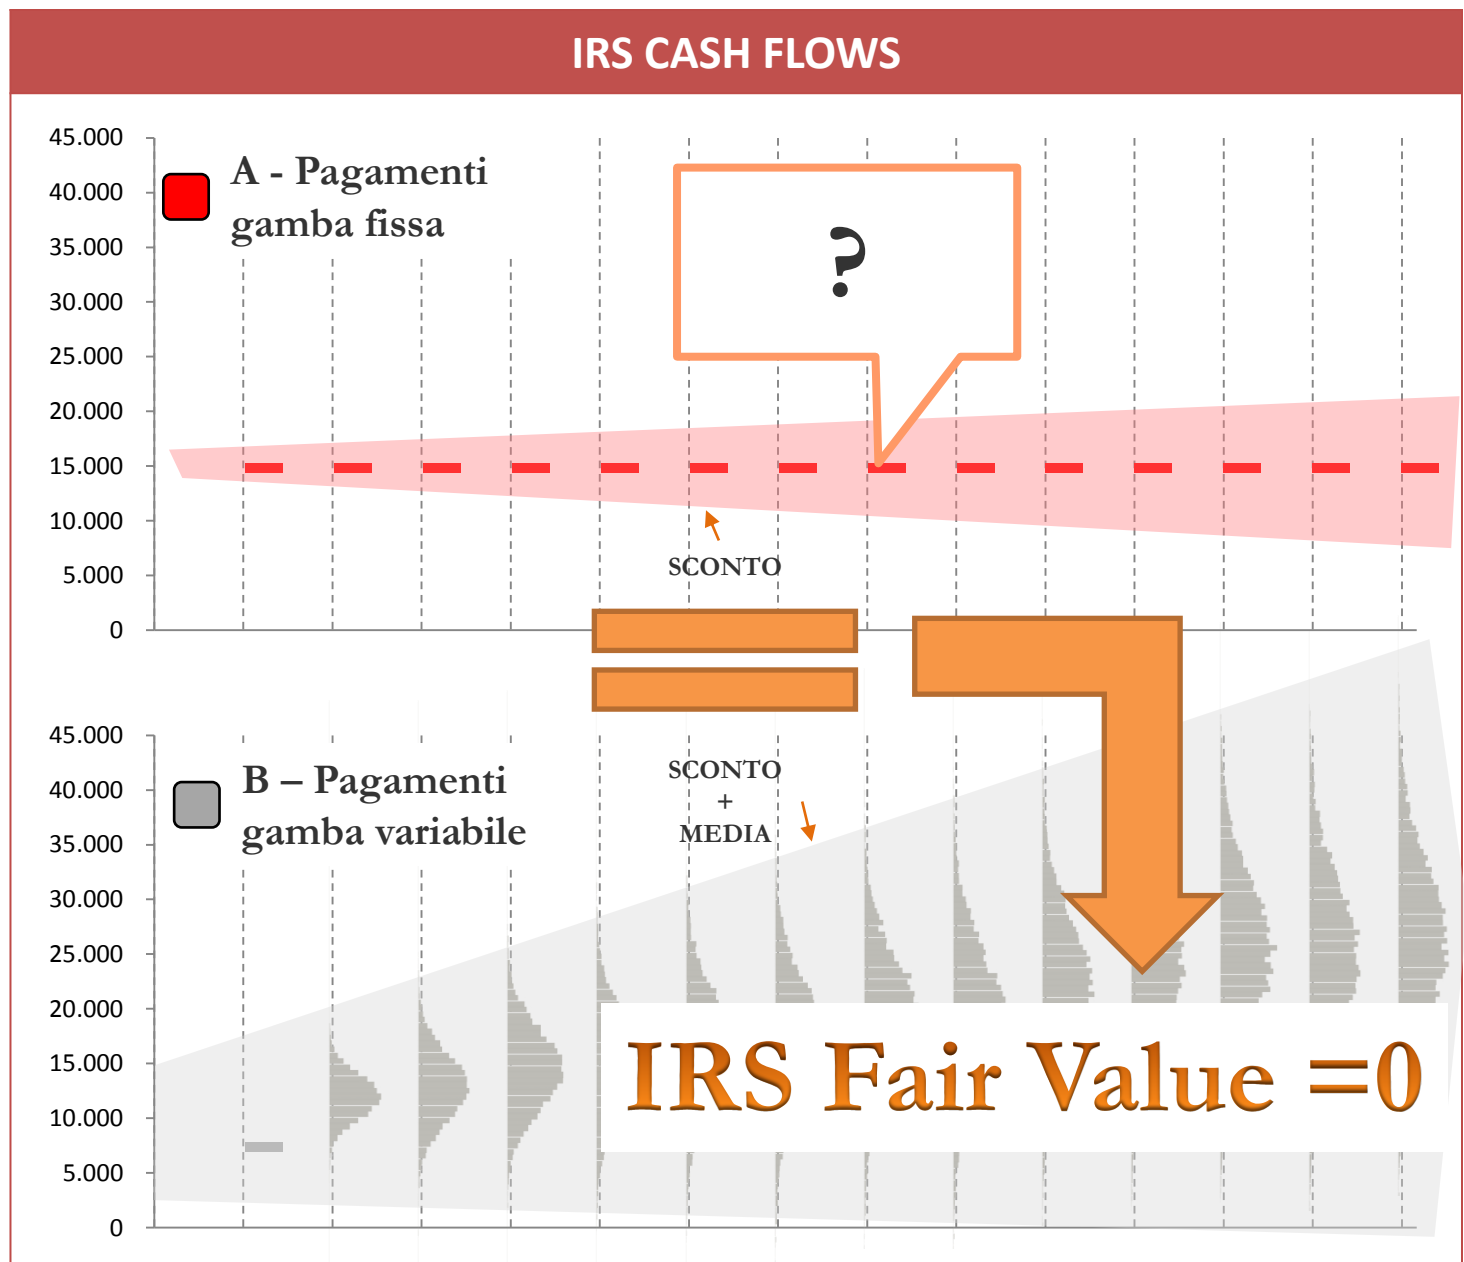 IRS CASH FLOWS
45.000
40.000
35.000
30.000
25.000
20.000
15.000
10.000
5.000
0
A - Pagamenti
gamba fissa
?
SCONTO
45.000
40.000
35.000
30.000
25.000
20.000
15.000
10.000
5.000
0
B – Pagamenti
gamba variabile
SCONTO
+
MEDIA
IRS Fair Value =0